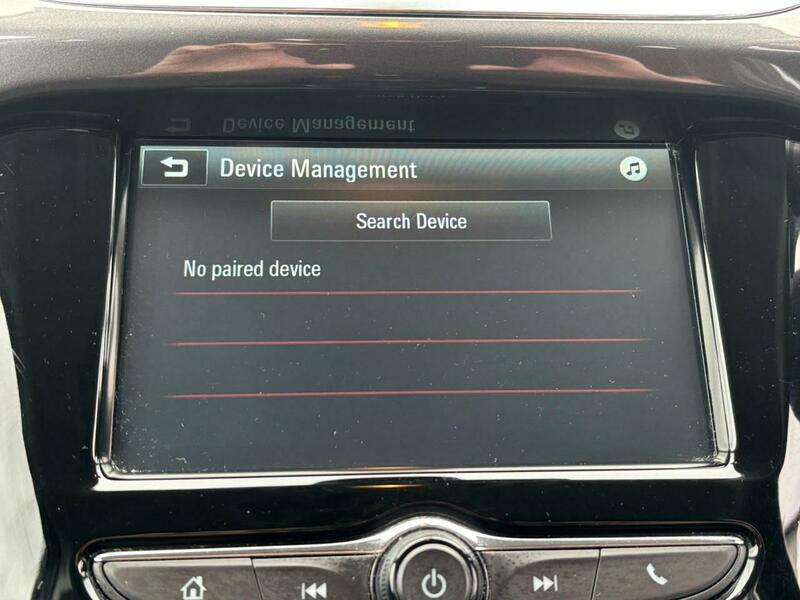 Device Management
Search Device
No paired device